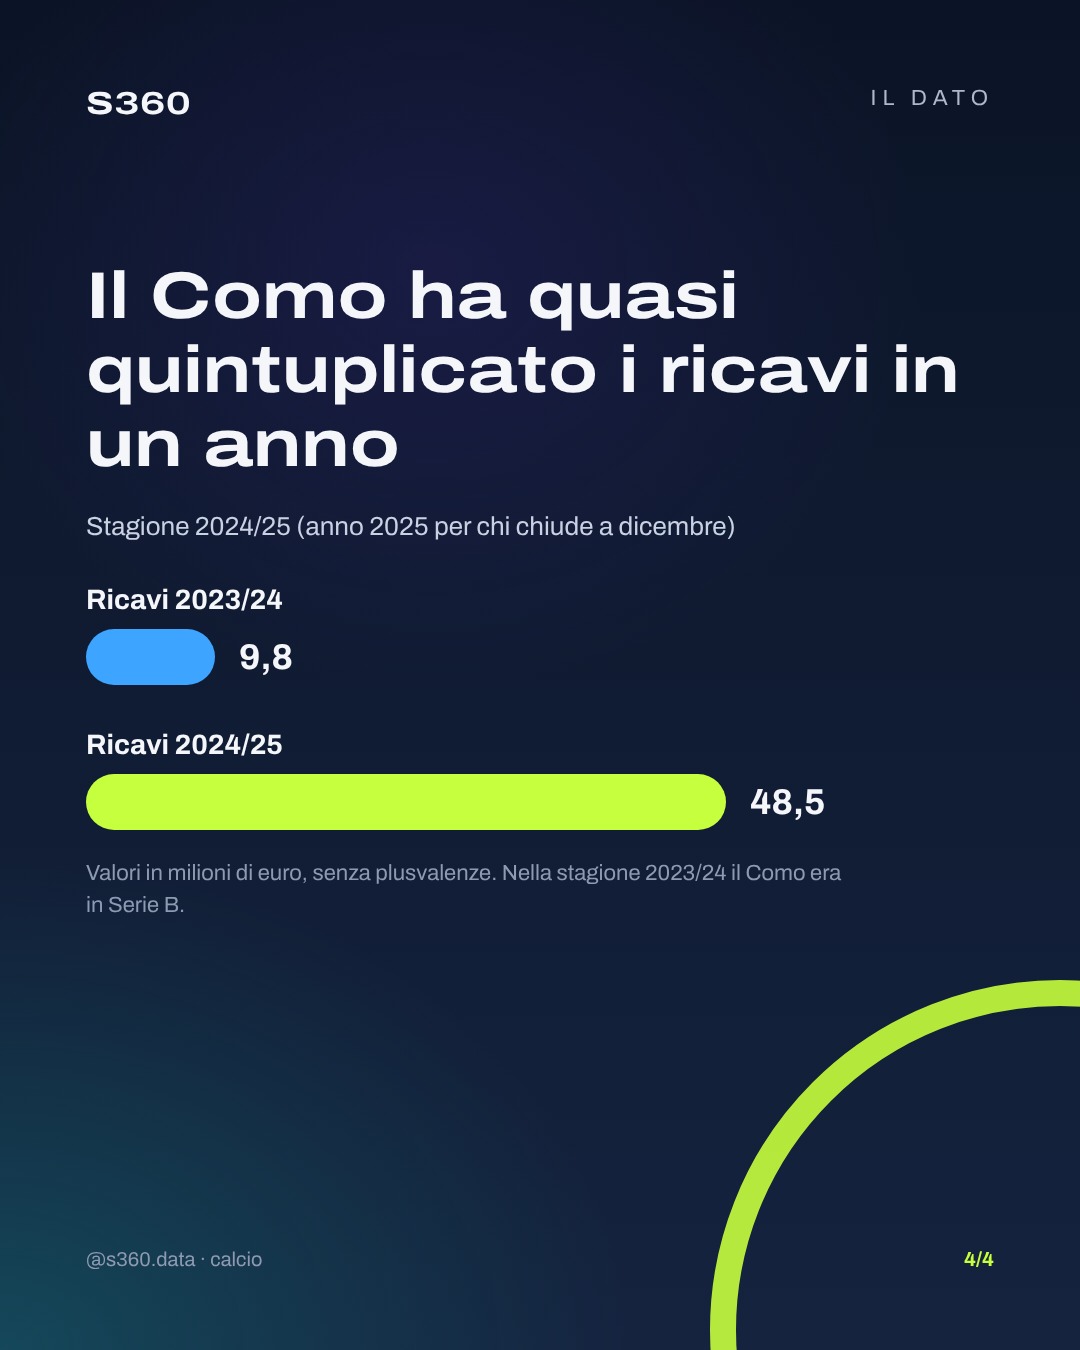 S360
IL DATO
Il Como ha quasi
quintuplicato i ricavi in
un anno
Stagione 2024/25 (anno 2025 per chi chiude a dicembre)
Ricavi 2023/24
9,8
Ricavi 2024/25
48,5
Valori in milioni di euro, senza plusvalenze. Nella stagione 2023/24 il Como era
in Serie B.
@s360.data · calcio
4/4